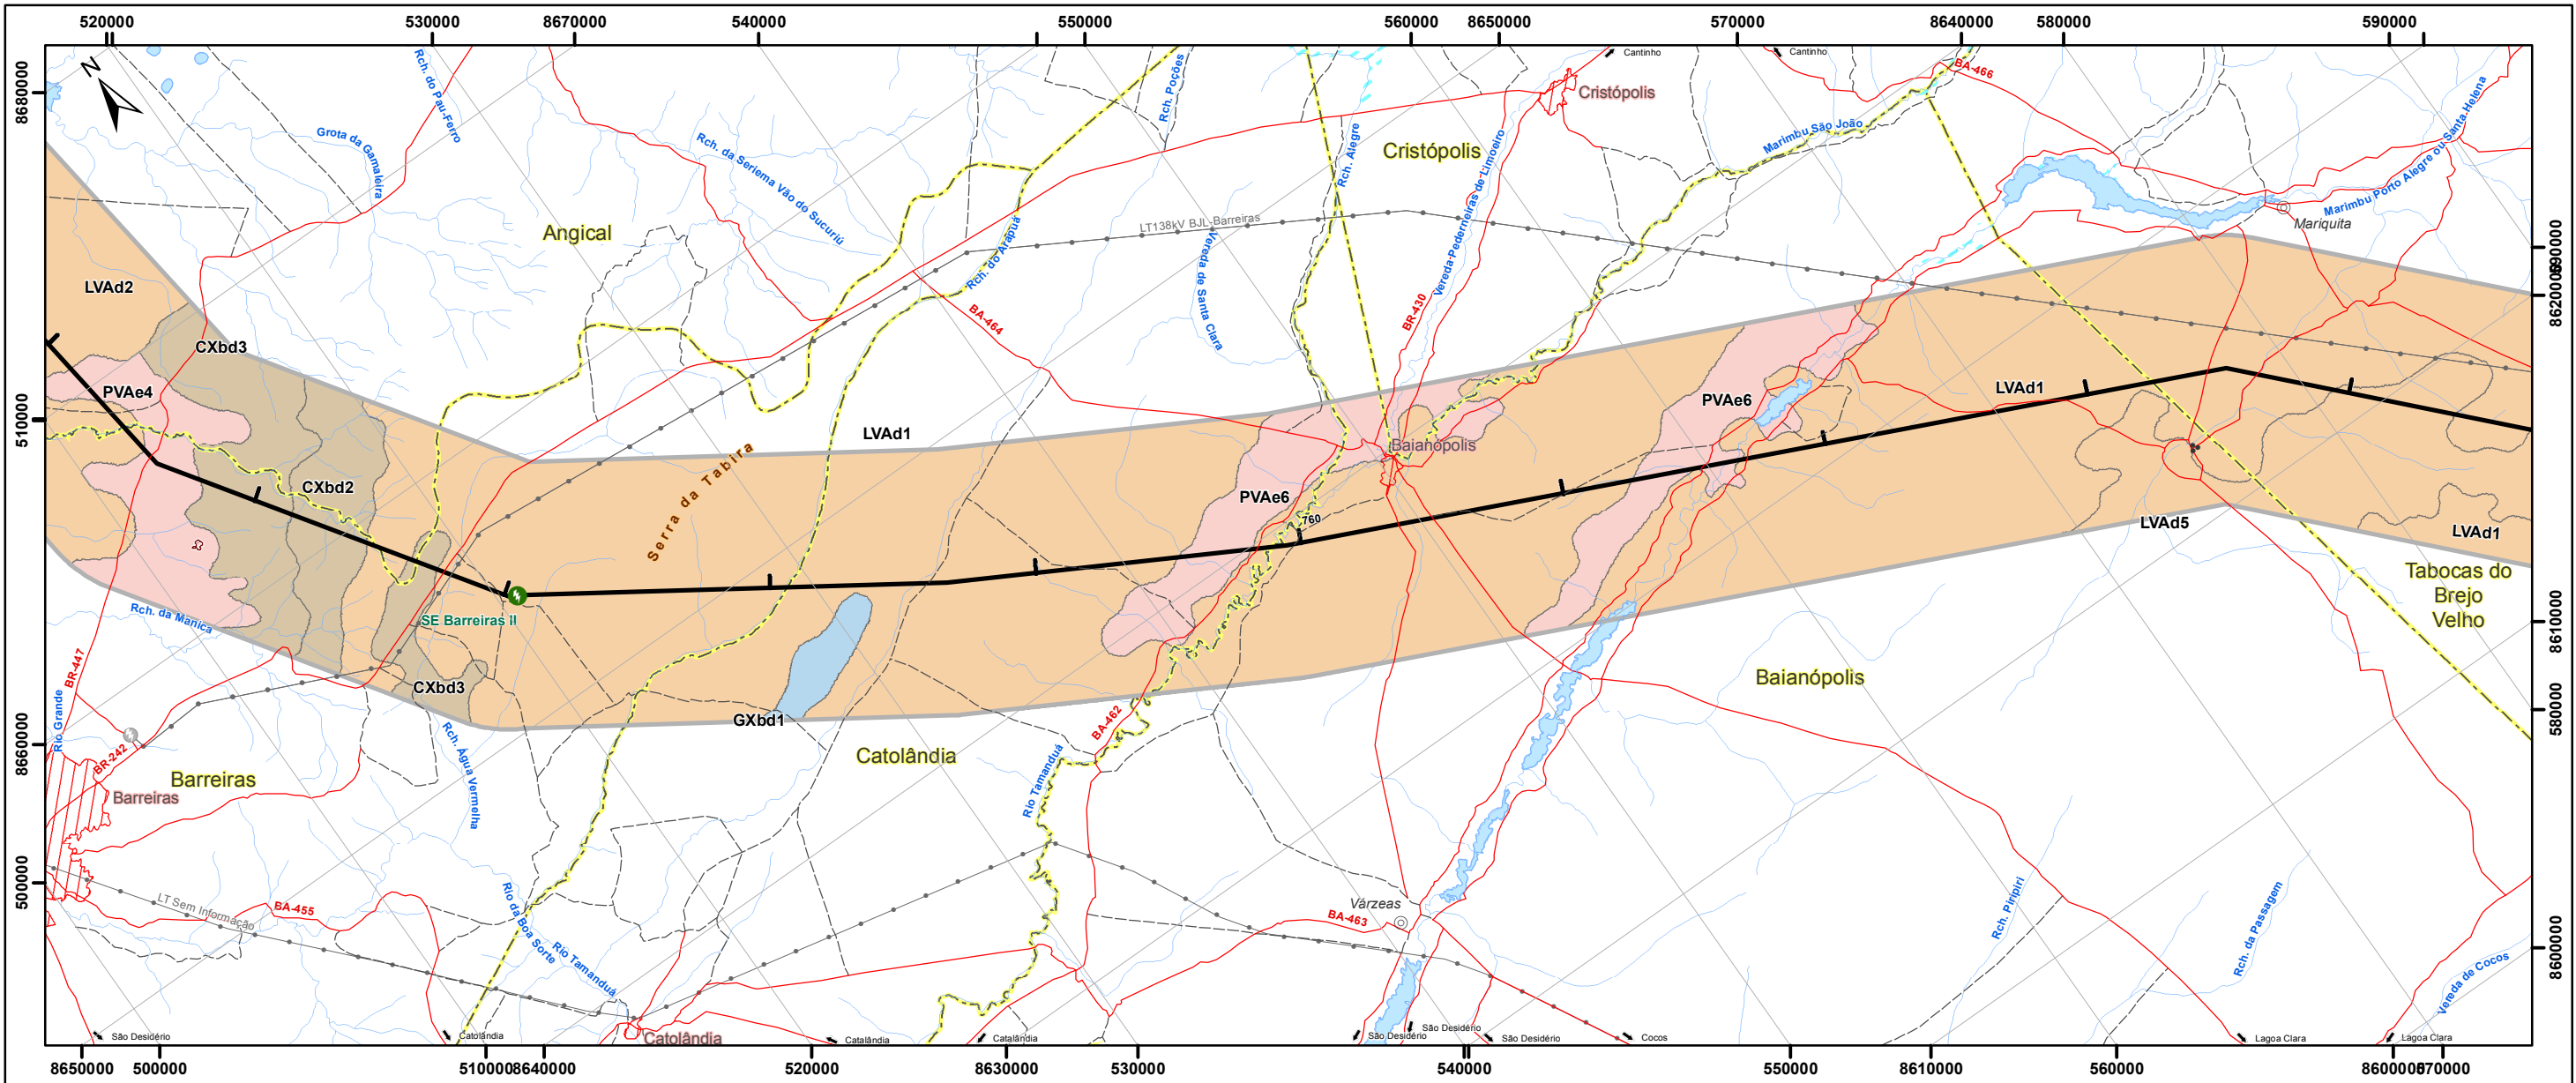 520000
530000
8670000
540000
550000
560000
8650000
570000
8640000
580000
590000
8680000
510000
8660000
500000
N
Cantinho
Cantinho
BA-466
Rch. do Pau-Ferro
Grota da Gamaleira
Rch. Poções
Cristópolis
Rch. da Seriema Vão do Sucuriú
Rch. Alegre
Cristópolis
Vereda Pederneiras de Limoeiro
Marimbu São João
Marimbu Porto Alegre ou Santa Helena
Mariquita
Angical
LT138kV BJL-Barreiras
Rch. do Arapuá
Vereda de Santa Clara
LVAd2
CXbd3
BA-464
BR-430
PVAe4
LVAd1
PVAe6
LVAd1
Baianópolis
Serra da Tabira
CXbd2
PVAe6
760
LVAd5
LVAd1
Tabocas do
Brejo
Velho
SE Barreiras II
Rch. da Manica
BR-447
CXbd3
GXbd1
BA-462
Baianópolis
Rio Grande
BR-242
Barreiras
Barreiras
Rch. Água Vermelha
Catolândia
Rio Tamanduá
LT Sem Informação
BA-455
Rio da Boa Sorte
Rio Tamanduá
Várzeas
BA-463
Rch. Piripiri
Rch. da Passagem
Vereda de Cocos
Catolândia
São Desidério
Catolândia
Catalândia
Catalândia
São Desidério
São Desidério
São Desidério
Cocos
Lagoa Clara
Lagoa Clara
8620000
8610000
580000
8600000
8650000
500000
510000
8640000
520000
8630000
530000
540000
550000
8610000
560000
8600000
570000